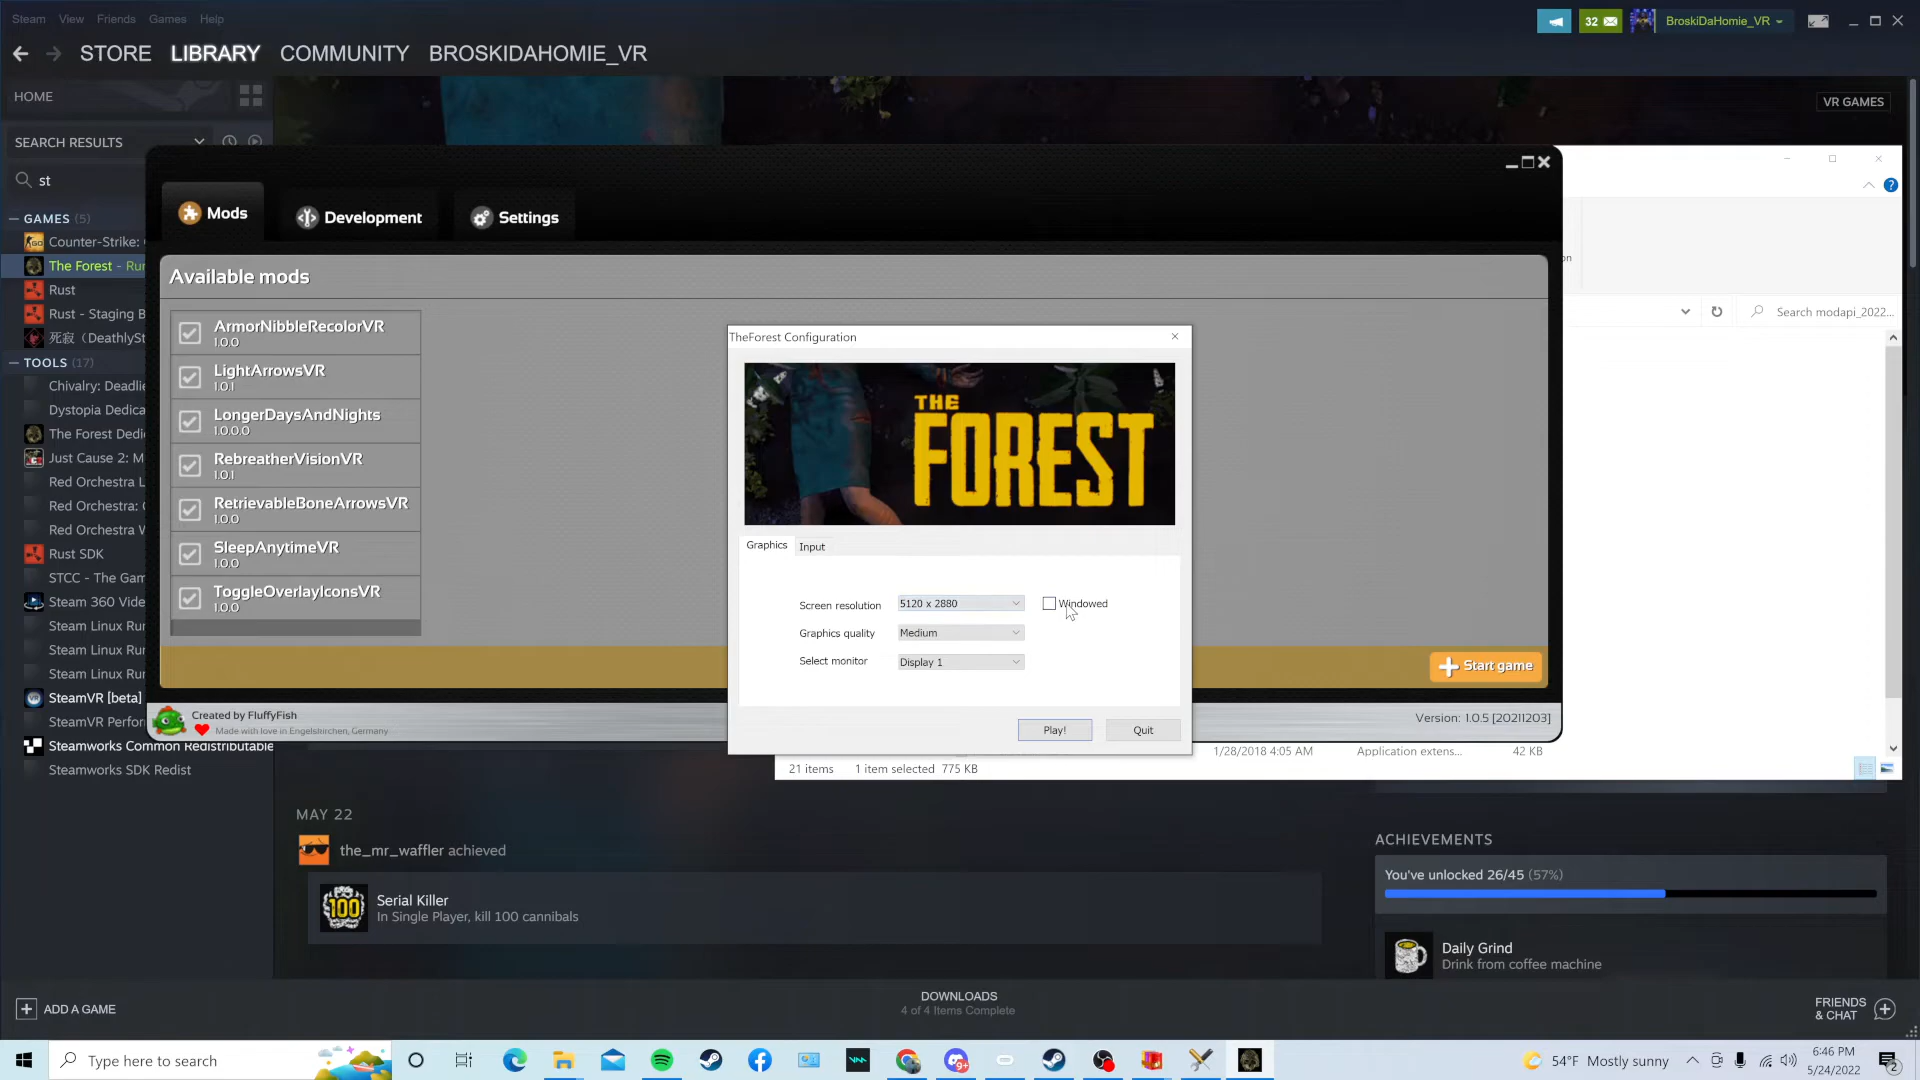 Steam View Friends Games Help
32
BroskiDaHomie_VR
STORE LIBRARY COMMUNITY BROSKIDAHOMIE_VR
HOME
VR GAMES
SEARCH RESULTS
st
GAMES (5)
Counter-Strike:
The Forest - Run
Rust
Rust - Staging B
死寂（DeathlySt
TOOLS (17)
Chivalry: Deadlie
Dystopia Dedica
The Forest Dedi
Just Cause 2: M
Red Orchestra L
Red Orchestra:
Red Orchestra
Rust SDK
STCC - The Gam
Steam 360 Vide
Steam Linux Run
Steam Linux Run
Steam Linux Run
SteamVR [beta]
SteamVR Perfor
Steamworks Common Redistributable
Steamworks SDK Redist
Mods
Development
Settings
Available mods
ArmorNibbleRecolorVR
1.0.0
LightArrowsVR
1.0.1
LongerDaysAndNights
1.0.0.0
RebreatherVisionVR
1.0.1
RetrievableBoneArrowsVR
1.0.0
SleepAnytimeVR
1.0.0
ToggleOverlayIconsVR
1.0.0
Start game
Created by FluffyFish
Made with love in Engelskirchen, Germany
Version: 1.0.5 [20211203]
TheForest Configuration
THE
FOREST
Graphics Input
Screen resolution 5120 x 2880 Windowed
Graphics quality Medium
Select monitor Display 1
Play! Quit
on
Search modapi_2022...
1/28/2018 4:05 AM Application extens... 42 KB
21 items 1 item selected 775 KB
MAY 22
the_mr_waffler achieved
100
Serial Killer
In Single Player, kill 100 cannibals
ACHIEVEMENTS
You've unlocked 26/45 (57%)
Daily Grind
Drink from coffee machine
ADD A GAME
DOWNLOADS
4 of 4 Items Complete
FRIENDS
& CHAT
Type here to search
9+
54°F Mostly sunny
6:46 PM
5/24/2022
2